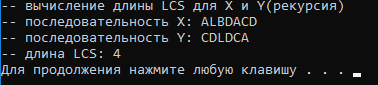 -- вычисление длины LCS для X и Y(рекурсия)
-- последовательность X: ALBDACD
-- последовательность Y: CDLDCA
-- длина LCS: 4
Для продолжения нажмите любую клавишу . . .